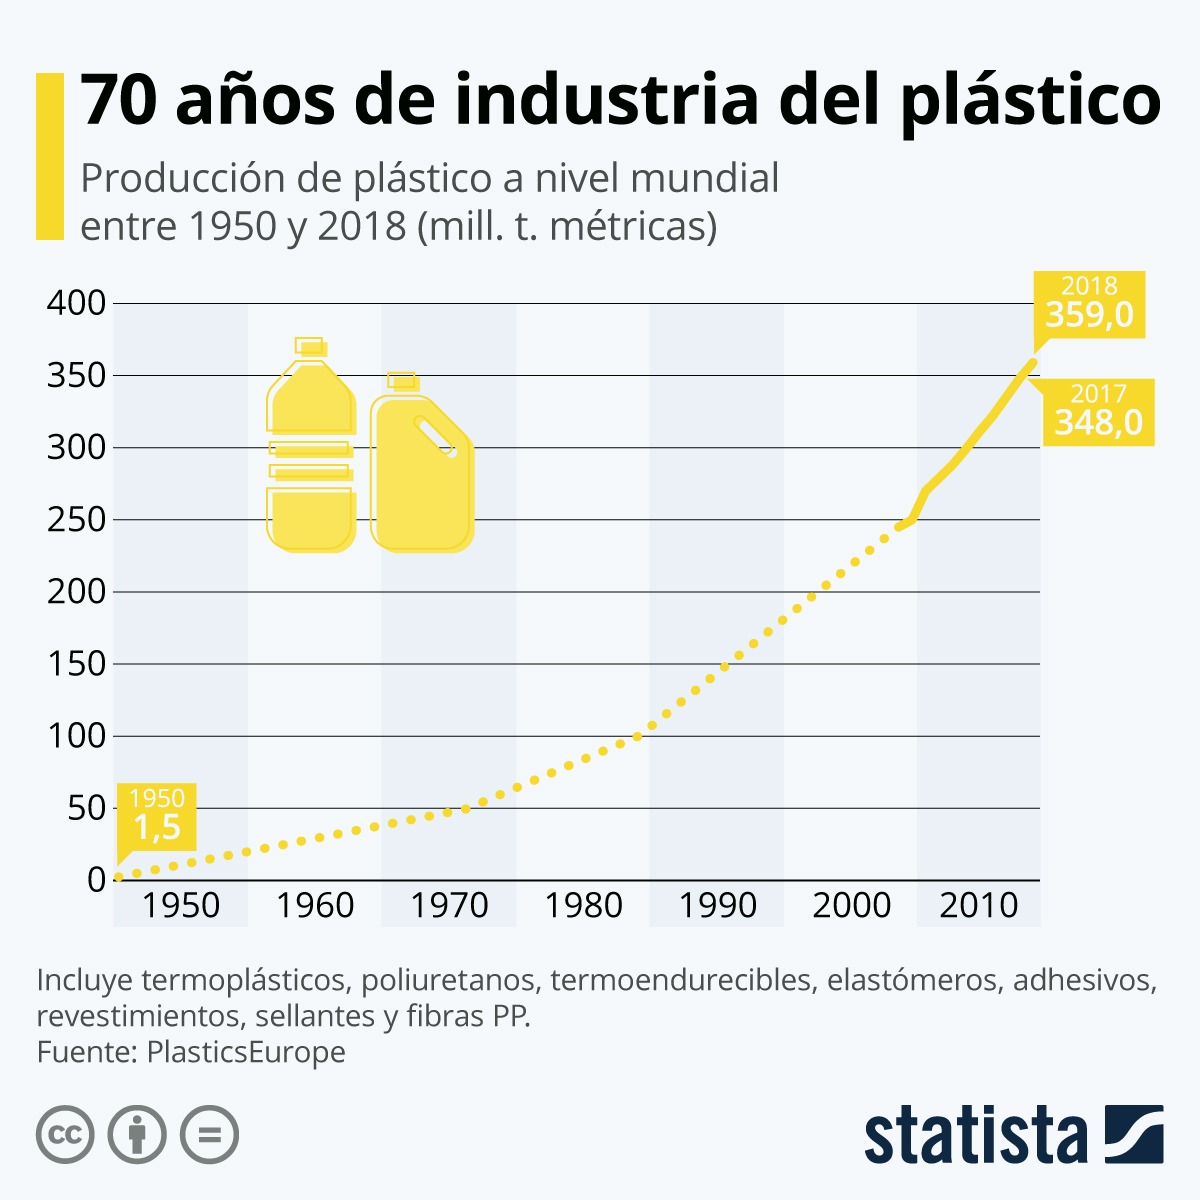 70 años de industria del plástico
Producción de plástico a nivel mundial
entre 1950 y 2018 (mill. t. métricas)
400
350
300
250
200
150
100
50
0
2018
359,0
2017
348,0
1950
1,5
1950 1960 1970 1980 1990 2000 2010
Incluye termoplásticos, poliuretanos, termoendurecibles, elastómeros, adhesivos,
revestimientos, sellantes y fibras PP.
Fuente: PlasticsEurope
cc
statista